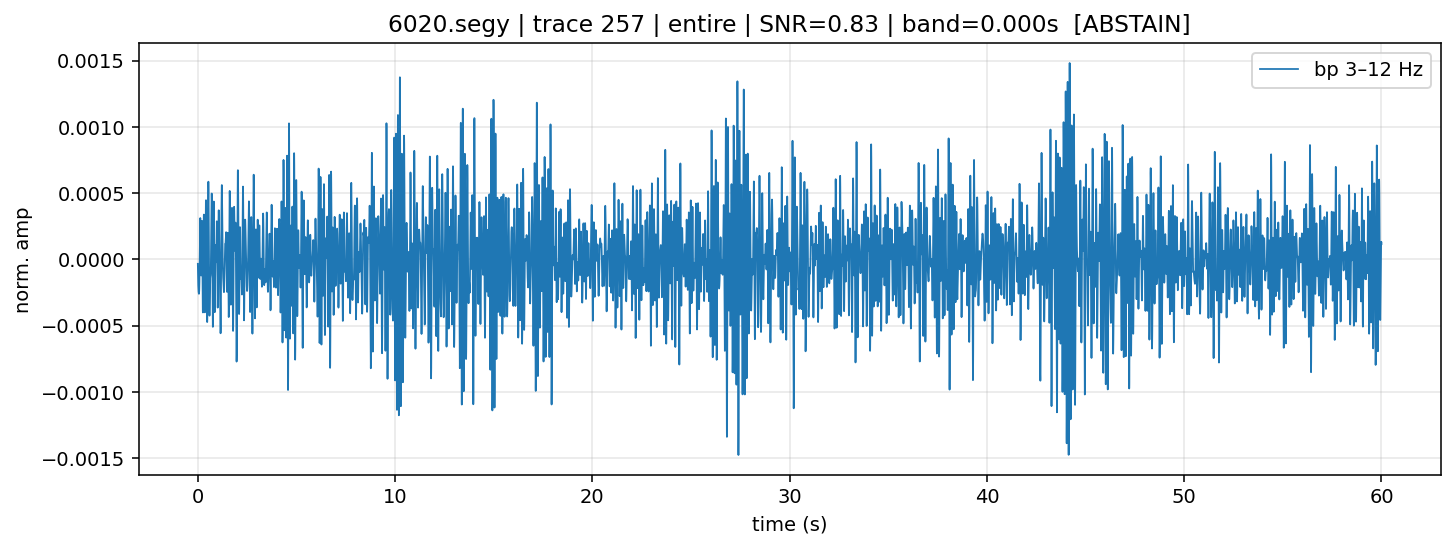 6020.segy | trace 257 | entire | SNR=0.83 | band=0.000s  [ABSTAIN]
bp 3–12 Hz
0.0015
0.0010
0.0005
0.0000
−0.0005
−0.0010
−0.0015
norm. amp
0 10 20 30 40 50 60
time (s)